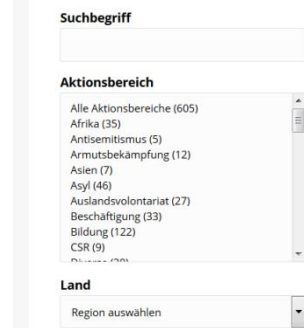 Suchbegriff
Aktionsbereich
Alle Aktionsbereiche (605)
Afrika (35)
Antisemitismus (5)
Armutsbekämpfung (12)
Asien (7)
Asyl (46)
Auslandsvolontariat (27)
Beschäftigung (33)
Bildung (122)
CSR (9)
Land
Region auswählen